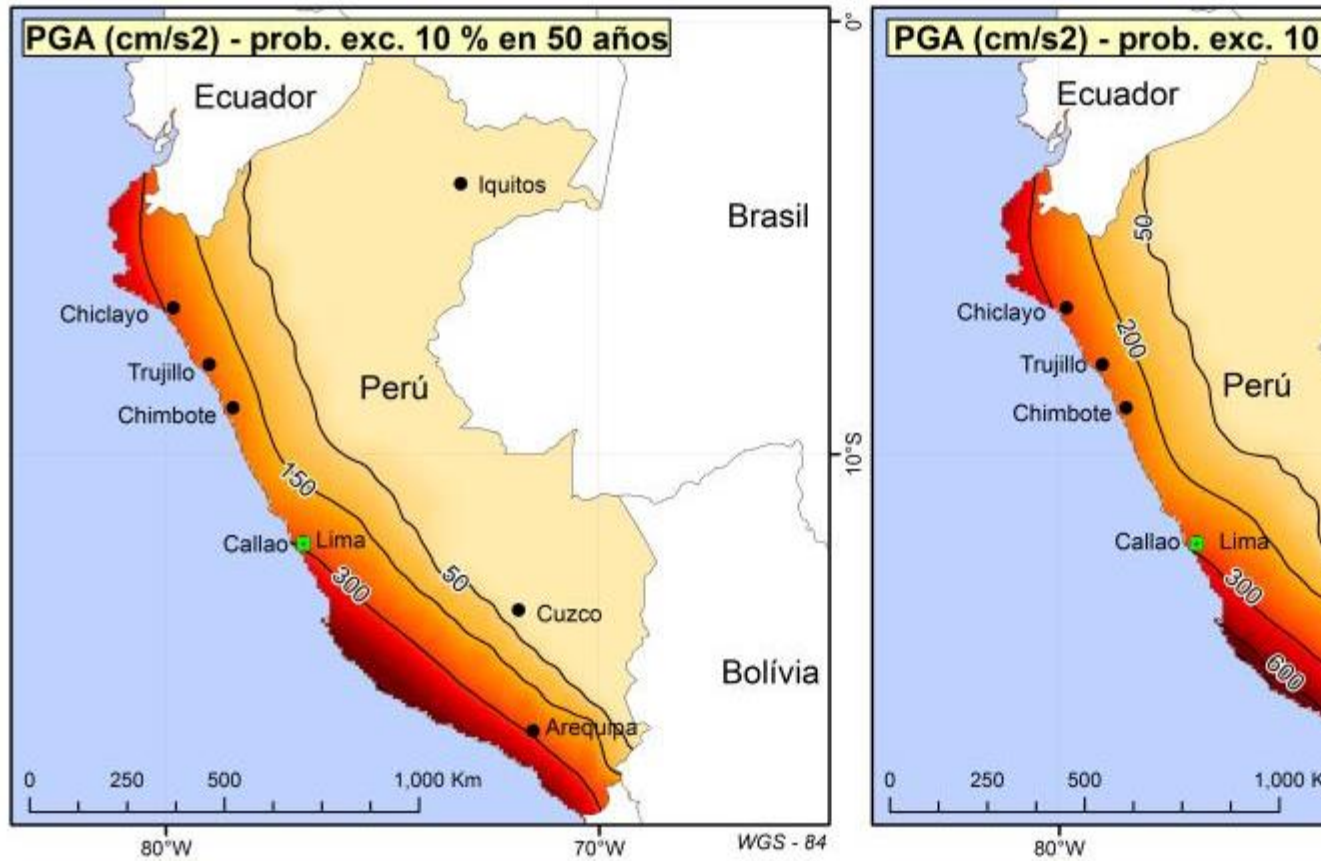 PGA (cm/s2) - prob. exc. 10 % en 50 años
Ecuador
Iquitos
Brasil
Chiclayo
Trujillo
Perú
Chimbote
150
Callao
Lima
300
50
Cuzco
Bolívia
Arequipa
0 250 500 1,000 Km
80°W
70°W
WGS - 84
0°
10°S
PGA (cm/s2) - prob. exc. 10
Ecuador
50
Chiclayo
200
Trujillo
Perú
Chimbote
Callao
Lima
300
600
0 250 500 1,000 K
80°W